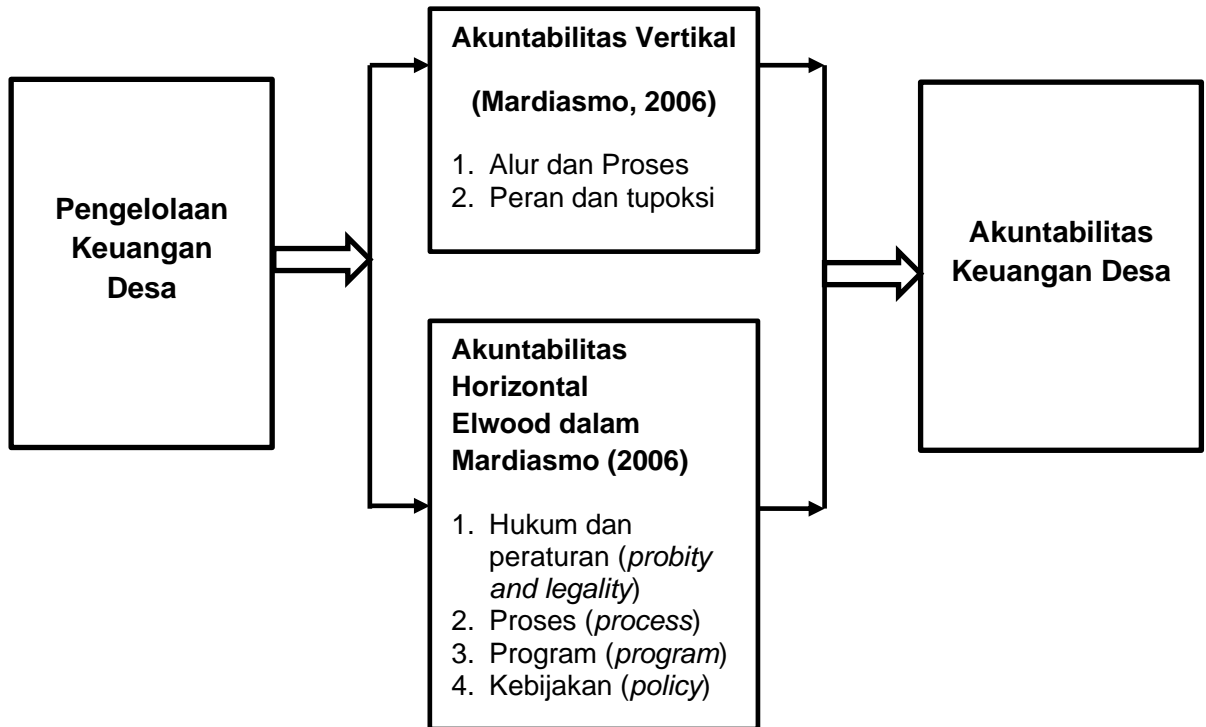 Pengelolaan
Keuangan
Desa
Akuntabilitas Vertikal
(Mardiasmo, 2006)
1. Alur dan Proses
2. Peran dan tupoksi
Akuntabilitas
Horizontal
Elwood dalam
Mardiasmo (2006)
1. Hukum dan
peraturan (probity
and legality)
2. Proses (process)
3. Program (program)
4. Kebijakan (policy)
Akuntabilitas
Keuangan Desa